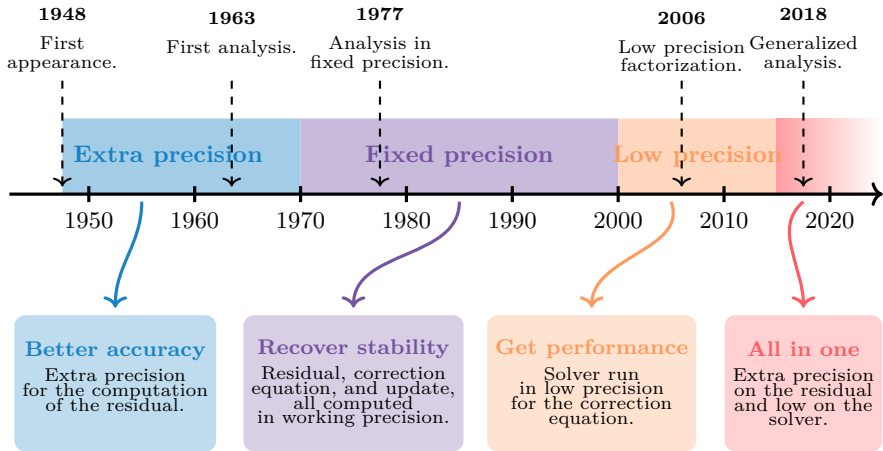 1948
First
appearance.
1963
First analysis.
1977
Analysis in
fixed precision.
2006
Low precision
factorization.
2018
Generalized
analysis.
Extra precision
Fixed precision
Low precision
1950
1960
1970
1980
1990
2000
2010
2020
Better accuracy
Extra precision
for the computation
of the residual.
Recover stability
Residual, correction
equation, and update,
all computed
in working precision.
Get performance
Solver run
in low precision
for the correction
equation.
All in one
Extra precision
on the residual
and low on the
solver.